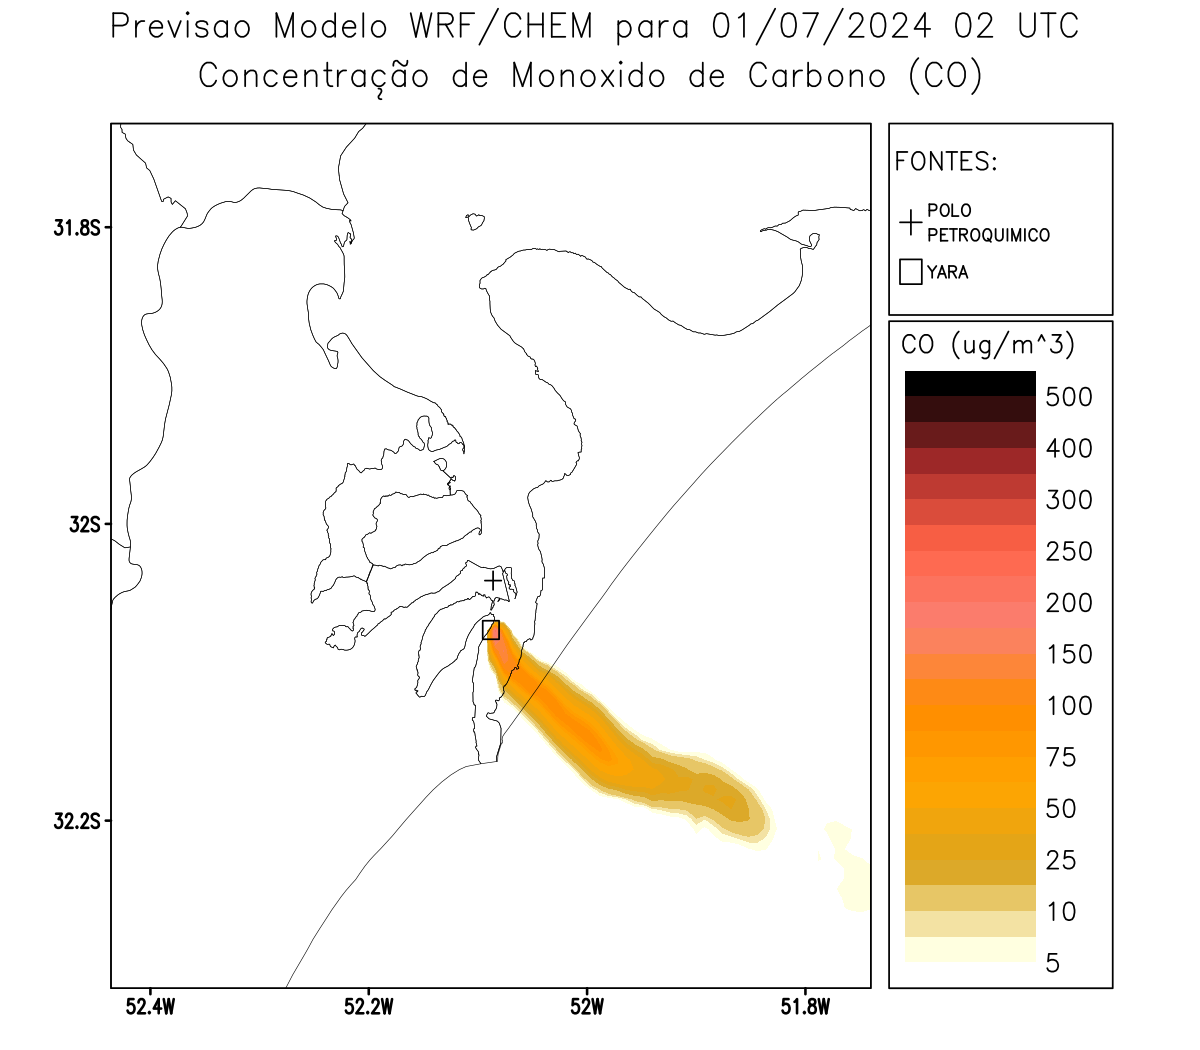 Previsao Modelo WRF/CHEM para 01/07/2024 02 UTC
Concentração de Monoxido de Carbono (CO)
FONTES:
POLO
PETROQUIMICO
YARA
CO (ug/m^3)
500
400
300
250
200
150
100
75
50
25
10
5
31.8S
32S
32.2S
52.4W
52.2W
52W
51.8W